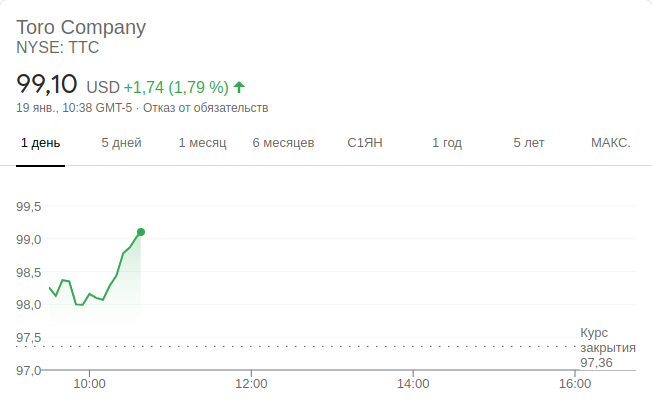 Toro Company
NYSE: TTC
99,10 USD +1,74 (1,79 %)
19 янв., 10:38 GMT-5 · Отказ от обязательств
1 день 5 дней 1 месяц 6 месяцев С1ЯН 1 год 5 лет МАКС.
99,5
99,0
98,5
98,0
97,5
97,0
Курс
закрытия
97,36
10:00 12:00 14:00 16:00